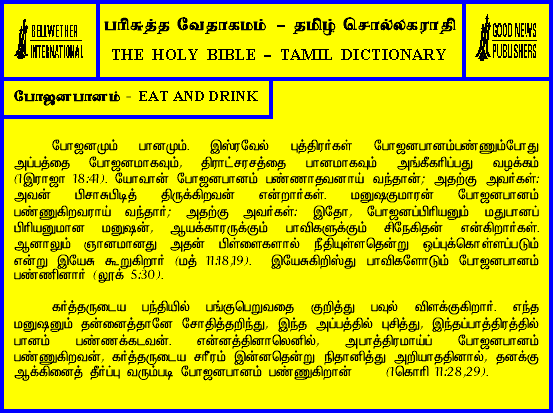 BELLWETHER
INTERNATIONAL
பரிசுத்த வேதாகமம் – தமிழ் சொல்லகராதி
THE HOLY BIBLE – TAMIL DICTIONARY
GOOD NEWS
PUBLISHERS
போஜனபானம் - EAT AND DRINK
போஜனமும் பானமும். இஸ்ரவேல் புத்திரர்கள் போஜனபானம்பண்ணும்போது
அப்பத்தை போஜனமாகவும், திராட்சரசத்தை பானமாகவும் அங்கீகரிப்பது வழக்கம்
(1இராஜா 18:41). யோவான் போஜனபானம் பண்ணாதவனாய் வந்தான்; அதற்கு அவர்கள்:
அவன் பிசாசுபிடித் திருக்கிறவன் என்றார்கள். மனுஷகுமாரன் போஜனபானம்
பண்ணுகிறவராய் வந்தார்; அதற்கு அவர்கள்: இதோ, போஜனப்பிரியனும் மதுபானப்
பிரியனுமான மனுஷன், ஆயக்காரருக்கும் பாவிகளுக்கும் சிநேகிதன் என்கிறார்கள்.
ஆனாலும் ஞானமானது அதன் பிள்ளைகளால் நீதியுள்ளதென்று ஒப்புக்கொள்ளப்படும்
என்று இயேசு கூறுகிறார் (மத் 11:18,19). இயேசுகிறிஸ்து பாவிகளோடும் போஜனபானம்
பண்ணினார் (லூக் 5:30).
கர்த்தருடைய பந்தியில் பங்குபெறுவதை குறித்து பவுல் விளக்குகிறார். எந்த
மனுஷனும் தன்னைத்தானே சோதித்தறிந்து, இந்த அப்பத்தில் புசித்து, இந்தப்பாத்திரத்தில்
பானம் பண்ணக்கடவன். என்னத்தினாலெனில், அபாத்திரமாய்ப் போஜனபானம்
பண்ணுகிறவன், கர்த்தருடைய சரீரம் இன்னதென்று நிதானித்து அறியாததினால், தனக்கு
ஆக்கினைத் தீர்ப்பு வரும்படி போஜனபானம் பண்ணுகிறான் (1கொரி 11:28,29).